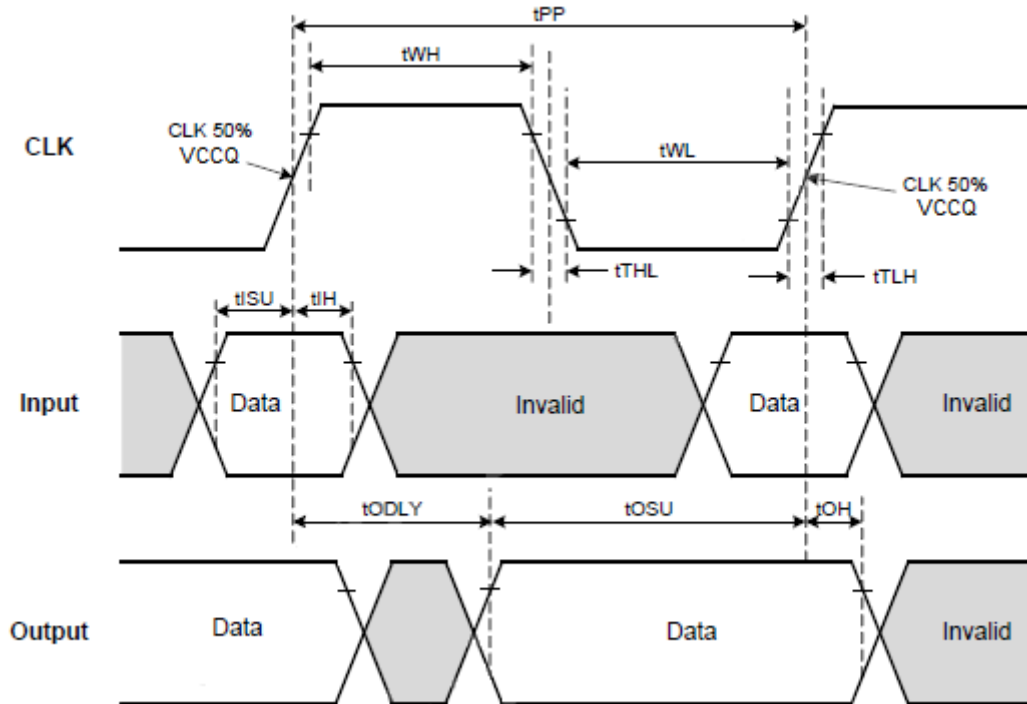 tPP
tWH
CLK
CLK 50%
VCCQ
tWL
CLK 50%
VCCQ
tTHL
tTLH
tISU
tIH
Input
Data
Invalid
Data
Invalid
tODLY
tOSU
tOH
Output
Data
Data
Invalid